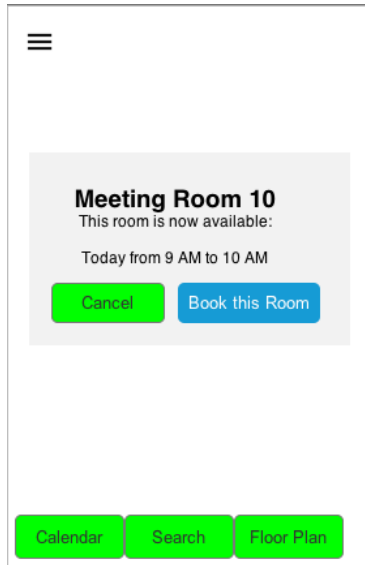 Meeting Room 10
This room is now available:
Today from 9 AM to 10 AM
Cancel
Book this Room
Calendar
Search
Floor Plan